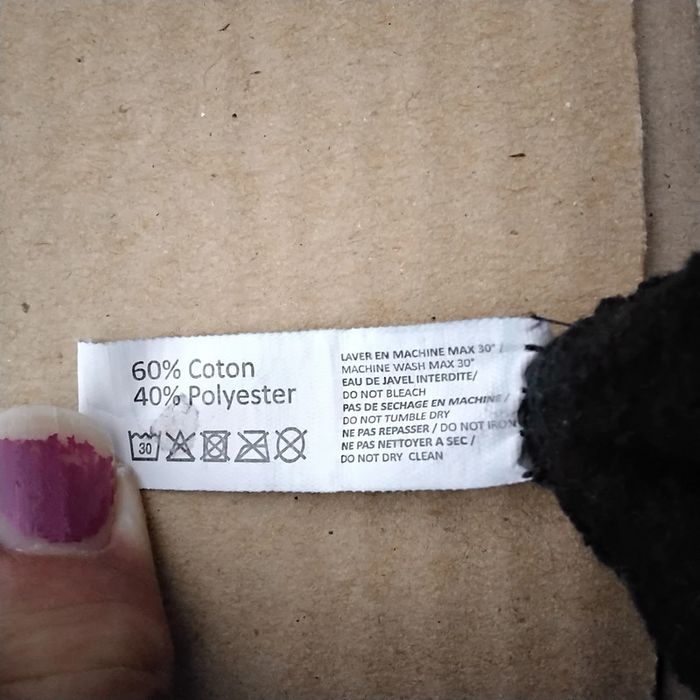 60% Coton
40% Polyester
30
LAVER EN MACHINE MAX 30° /
MACHINE WASH MAX 30°
EAU DE JAVEL INTERDITE/
DO NOT BLEACH
PAS DE SECHAGE EN MACHINE /
DO NOT TUMBLE DRY
NE PAS REPASSER / DO NOT IRON
NE PAS NETTOYER A SEC /
DO NOT DRY CLEAN